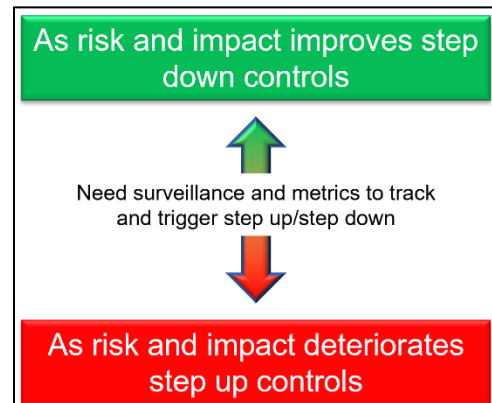 As risk and impact improves step
down controls
Need surveillance and metrics to track
and trigger step up/step down
As risk and impact deteriorates
step up controls